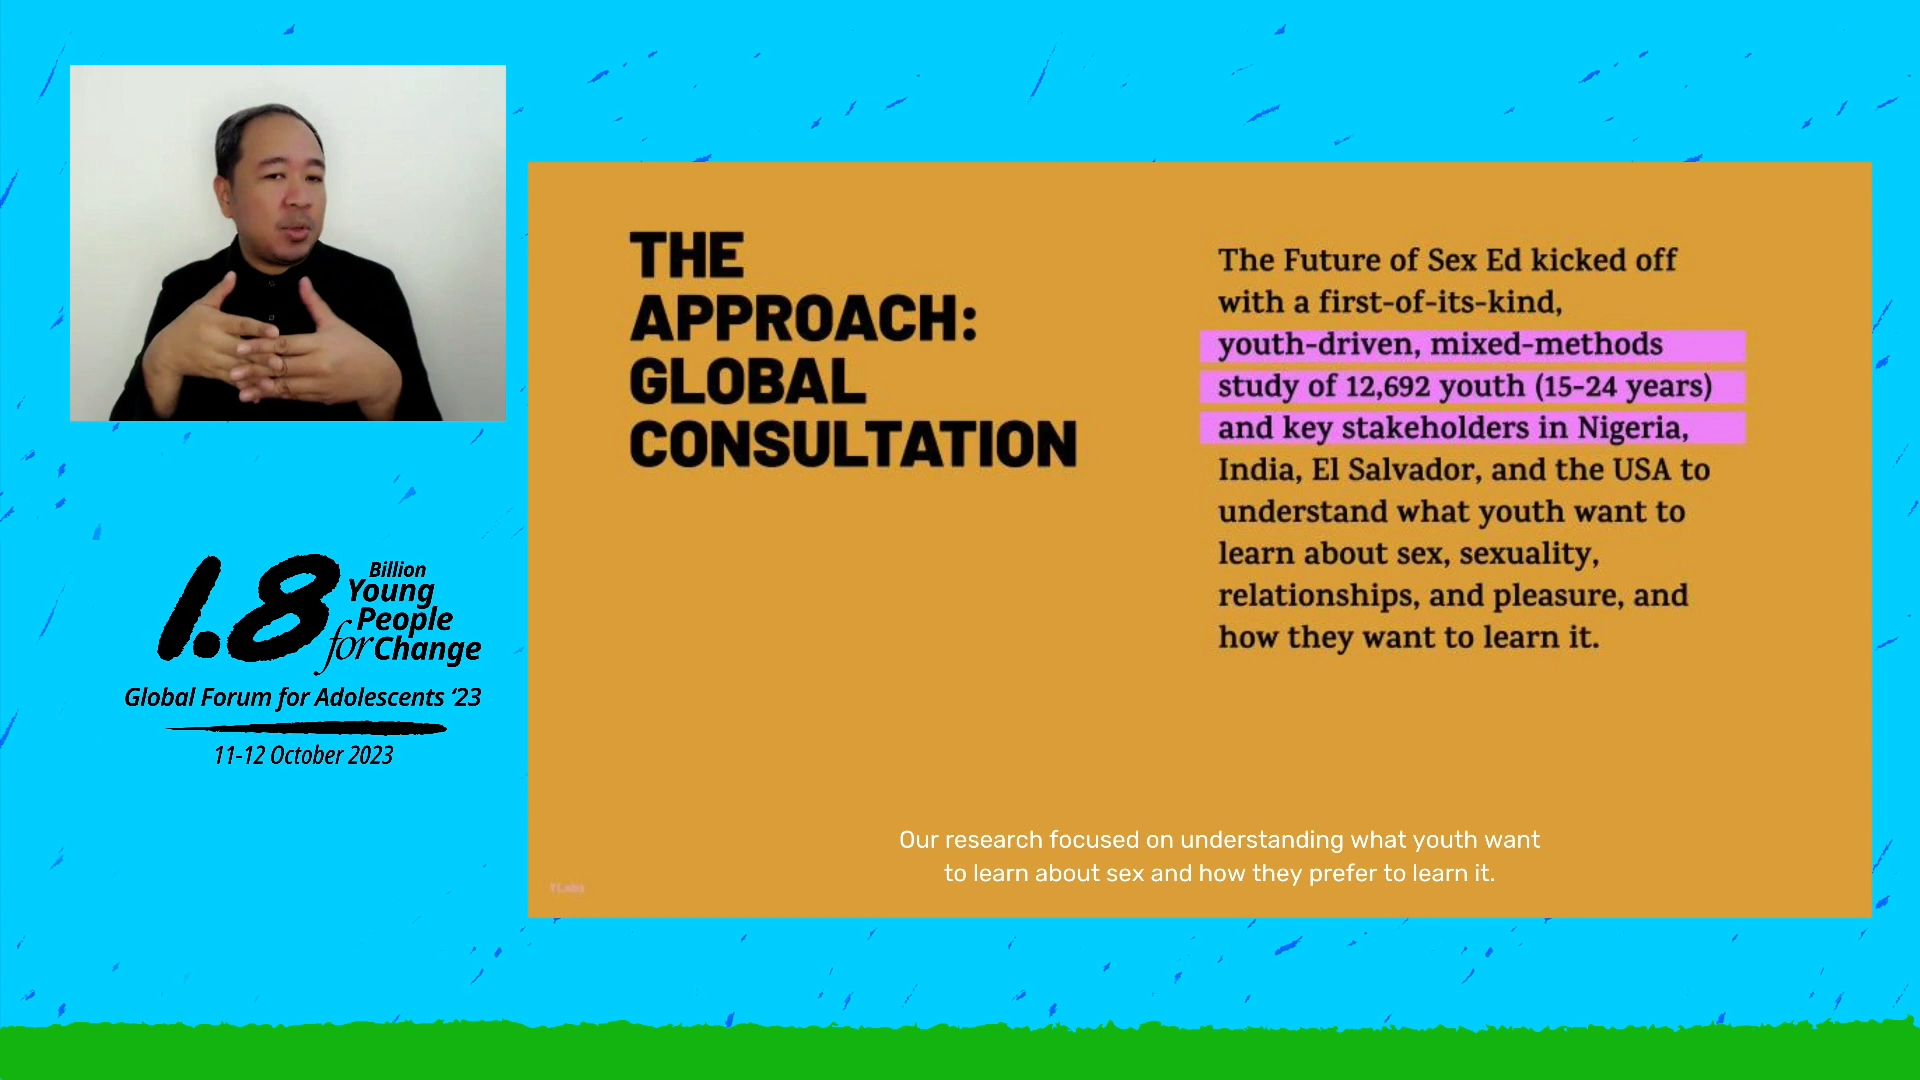 THE
APPROACH:
GLOBAL
CONSULTATION
The Future of Sex Ed kicked off
with a first-of-its-kind,
youth-driven, mixed-methods
study of 12,692 youth (15-24 years)
and key stakeholders in Nigeria,
India, El Salvador, and the USA to
understand what youth want to
learn about sex, sexuality,
relationships, and pleasure, and
how they want to learn it.
1.8 Billion
Young
People
for Change
Global Forum for Adolescents ‘23
11-12 October 2023
Our research focused on understanding what youth want
to learn about sex and how they prefer to learn it.
YLabs